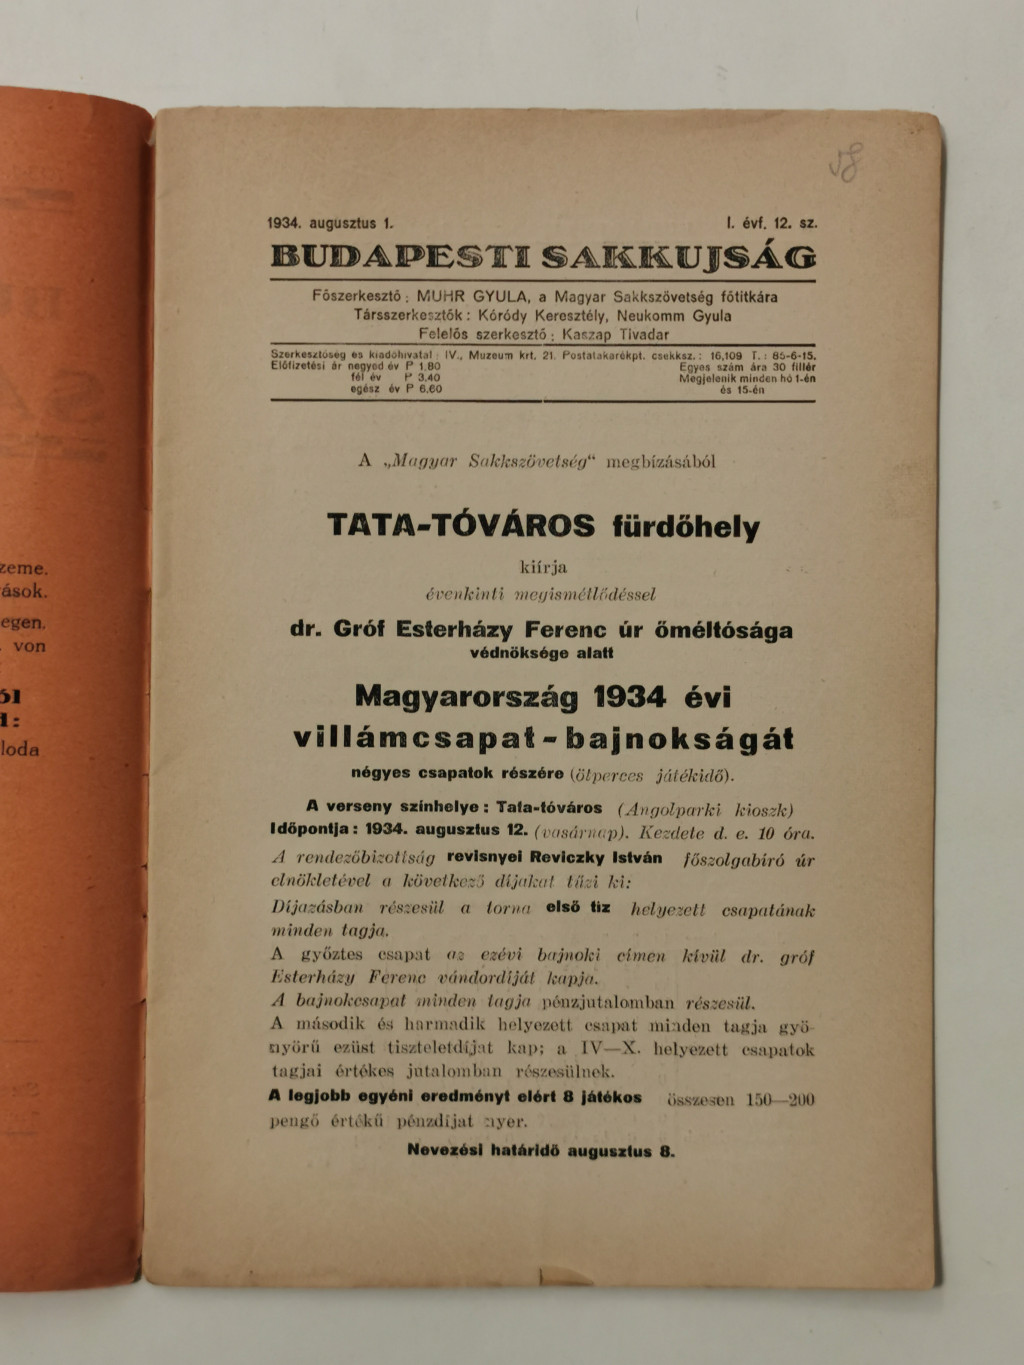 58
1934. augusztus 1.
I. évf. 12. sz.
BUDAPESTI SAKKUJSÁG
Főszerkesztő: MUHR GYULA, a Magyar Sakkszövetség főtitkára
Társszerkesztők: Kóródy Keresztély, Neukomm Gyula
Felelős szerkesztő: Kaszap Tivadar
Szerkesztőség és kiadóhivatal: IV., Muzeum krt. 21. Postatakarékpt. csekksz.: 16,109 T.: 85-6-15.
Előfizetési ár negyed év P 1.80
fél év P 3.40
egész év P 6.60
Egyes szám ára 30 fillér
Megjelenik minden hó 1-én
és 15-én
A „Magyar Sakkszövetség" megbízásából
TATA-TÓVÁROS fürdőhely
kiírja
évenkinti megismétlődéssel
dr. Gróf Esterházy Ferenc úr őméltósága
védnöksége alatt
Magyarország 1934 évi
villámcsapat-bajnokságát
négyes csapatok részére (ötperces játékidő).
A verseny színhelye: Tata-tóváros (Angolparki kioszk)
Időpontja: 1934. augusztus 12. (vasárnap). Kezdete d. e. 10 óra.
A rendezőbizottság revisnyei Reviczky István főszolgabíró úr
elnökletével a következő díjakat tűzi ki:
Díjazásban részesül a torna első tiz helyezett csapatának
minden tagja.
A győztes csapat az ezévi bajnoki címen kívül dr. gróf
Esterházy Ferenc vándordíját kapja.
A bajnokcsapat minden tagja pénzjutalomban részesül.
A második és harmadik helyezett csapat minden tagja gyö-
nyörű ezüst tiszteletdíjat kap; a IV—X. helyezett csapatok
tagjai értékes jutalomban részesülnek.
A legjobb egyéni eredményt elért 8 játékos összesen 150—200
pengő értékű pénzdíjat nyer.
Nevezési határidő augusztus 8.
zeme.
ások.
egen,
von
ól
d:
loda